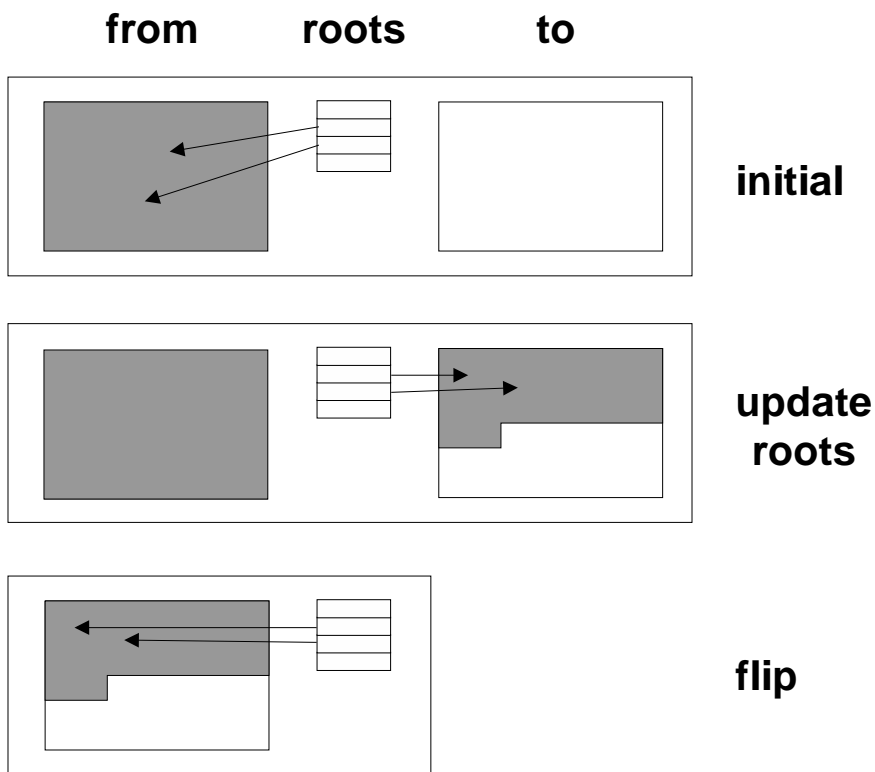 from roots to
initial
update
roots
flip